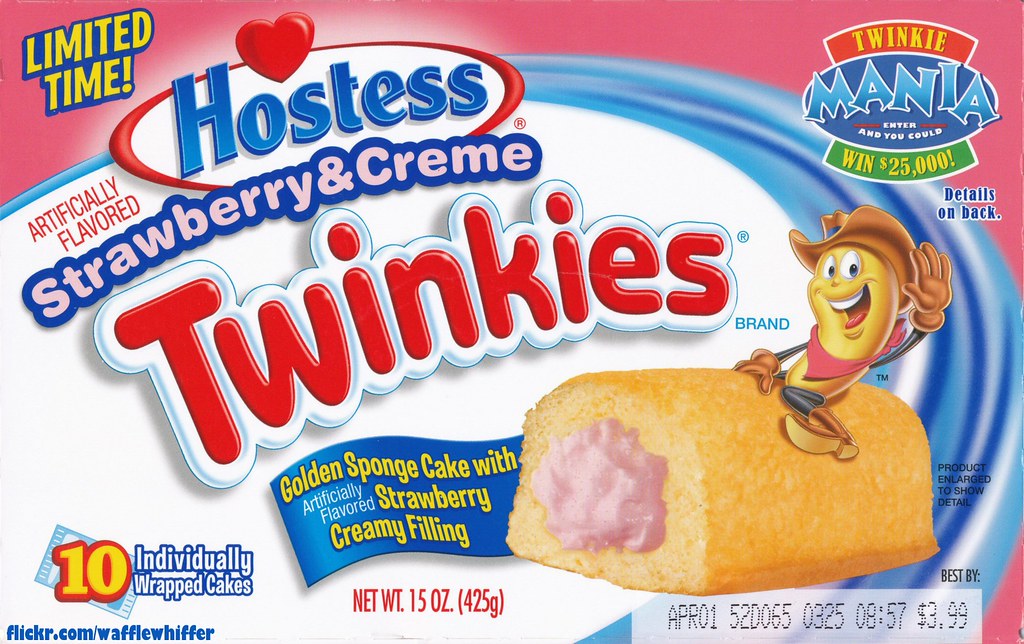 LIMITED
TIME!
Hostess®
ARTIFICIALLY
FLAVORED
Strawberry&Creme
Twinkies®
BRAND
TWINKIE
MANIA
ENTER
AND YOU COULD
WIN $25,000!
Details
on back.
TM
Golden Sponge Cake with
Artificially
Flavored Strawberry
Creamy Filling
PRODUCT
ENLARGED
TO SHOW
DETAIL
10 Individually
Wrapped Cakes
NET WT. 15 OZ. (425g)
BEST BY:
APR01 52D065 0325 08:57 $3.99
flickr.com/wafflewhiffer